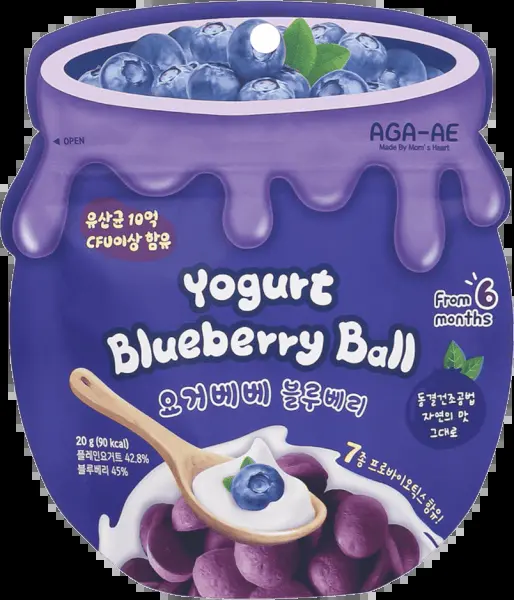 ◄ OPEN
AGA-AE
Made By Mom's Heart
유산균 10억
CFU이상 함유
Yogurt
Blueberry Ball
요거베베 블루베리
From 6
months
동결건조공법
자연의 맛
그대로
20 g (90 kcal)
플레인요거트 42.8%
블루베리 45%
7종 프로바이오틱스 함유!